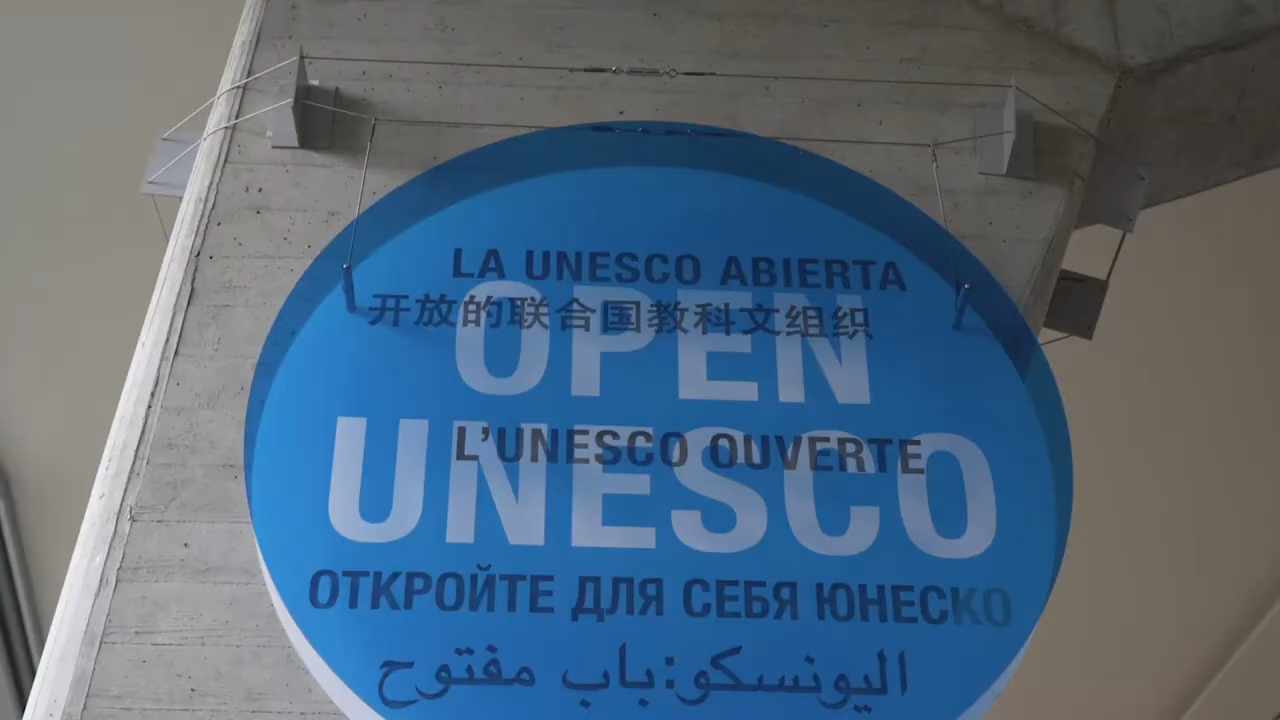 LA UNESCO ABIERTA
开放的联合国教科文组织
OPEN
UNESCO
L'UNESCO OUVERTE
ОТКРОЙТЕ ДЛЯ СЕБЯ ЮНЕСКО
اليونسكو:باب مفتوح